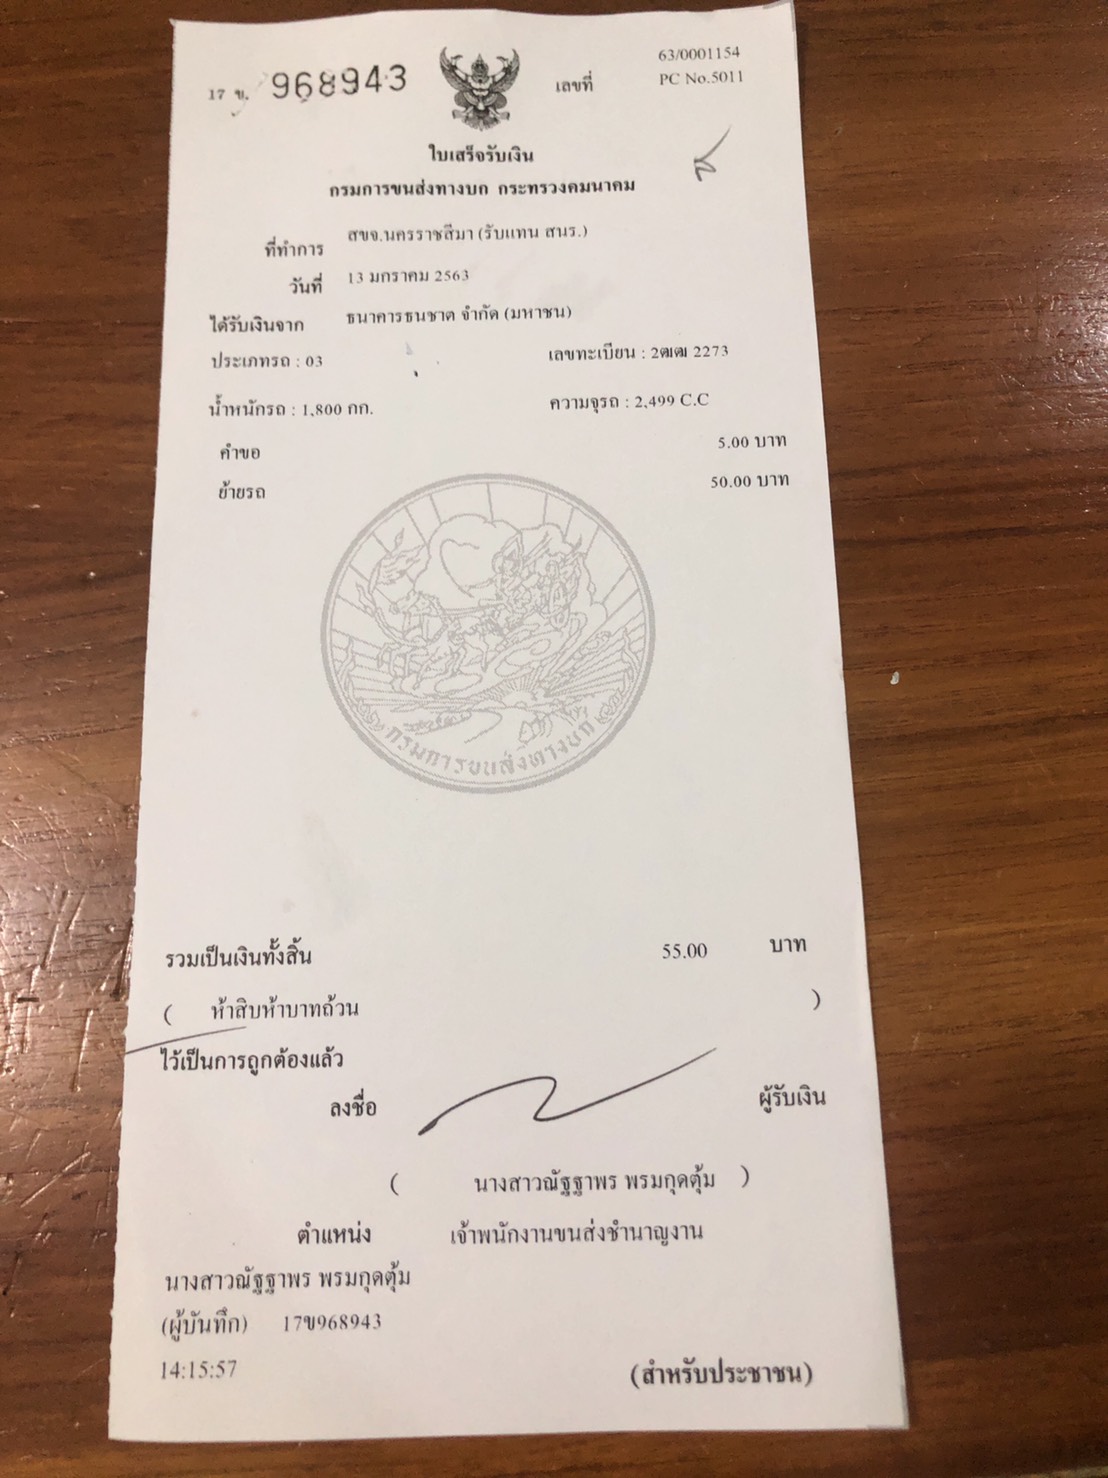 17 ข. 968943 เลขที่ 63/0001154
PC No.5011
ใบเสร็จรับเงิน
กรมการขนส่งทางบก กระทรวงคมนาคม
ที่ทำการ สขจ.นครราชสีมา (รับแทน สนร.)
วันที่ 13 มกราคม 2563
ได้รับเงินจาก ธนาคารธนชาต จำกัด (มหาชน)
ประเภทรถ : 03 เลขทะเบียน : 2ฒฒ 2273
น้ำหนักรถ : 1,800 กก. ความจุรถ : 2,499 C.C
คำขอ 5.00 บาท
ย้ายรถ 50.00 บาท
กรมการขนส่งทางบก
รวมเป็นเงินทั้งสิ้น 55.00 บาท
( ห้าสิบห้าบาทถ้วน )
ไว้เป็นการถูกต้องแล้ว
ลงชื่อ ผู้รับเงิน
( นางสาวณัฐฐาพร พรมกุดตุ้ม )
ตำแหน่ง เจ้าพนักงานขนส่งชำนาญงาน
นางสาวณัฐฐาพร พรมกุดตุ้ม
(ผู้บันทึก) 17ข968943
14:15:57
(สำหรับประชาชน)